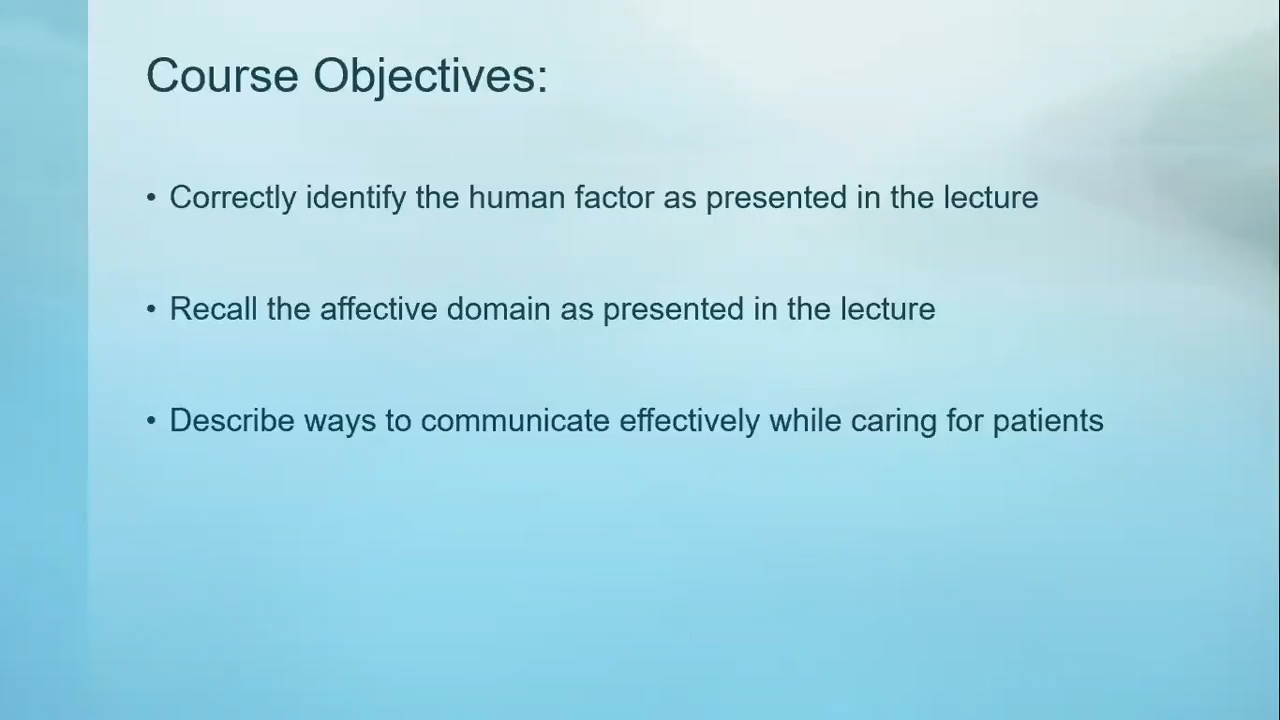 Course Objectives:
• Correctly identify the human factor as presented in the lecture
• Recall the affective domain as presented in the lecture
• Describe ways to communicate effectively while caring for patients